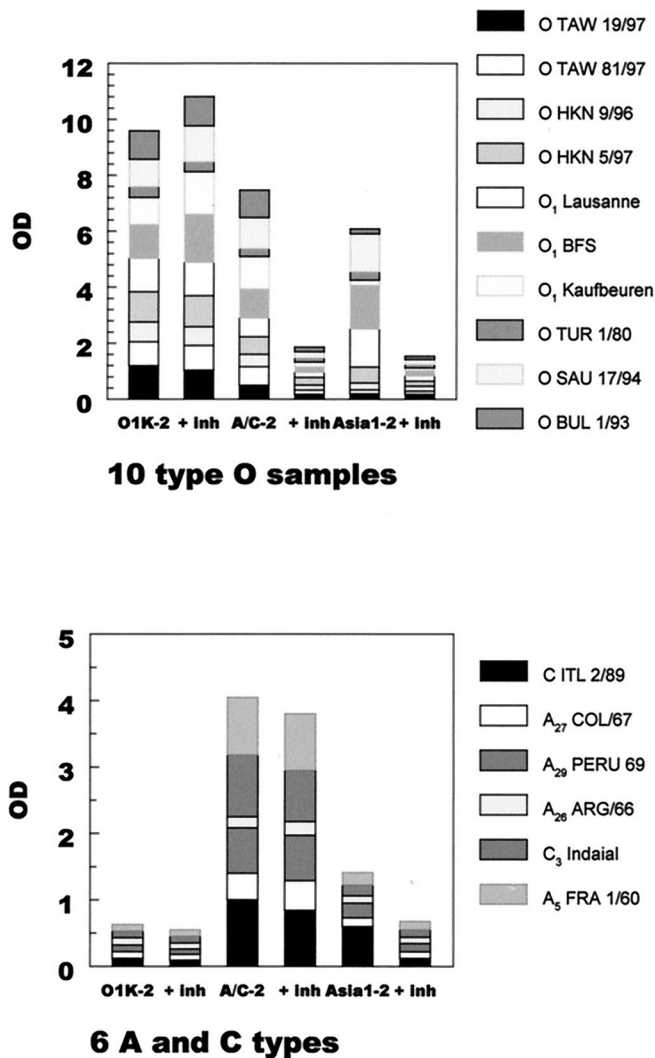 O TAW 19/97
O TAW 81/97
O HKN 9/96
O HKN 5/97
O1 Lausanne
O1 BFS
O1 Kaufbeuren
O TUR 1/80
O SAU 17/94
O BUL 1/93
OD
12
10
8
6
4
2
0
O1K-2 + inh A/C-2 + inh Asia1-2 + inh
10 type O samples
C ITL 2/89
A27 COL/67
A29 PERU 69
A26 ARG/66
C3 Indaial
A5 FRA 1/60
OD
5
4
3
2
1
0
O1K-2 + inh A/C-2 + inh Asia1-2 + inh
6 A and C types